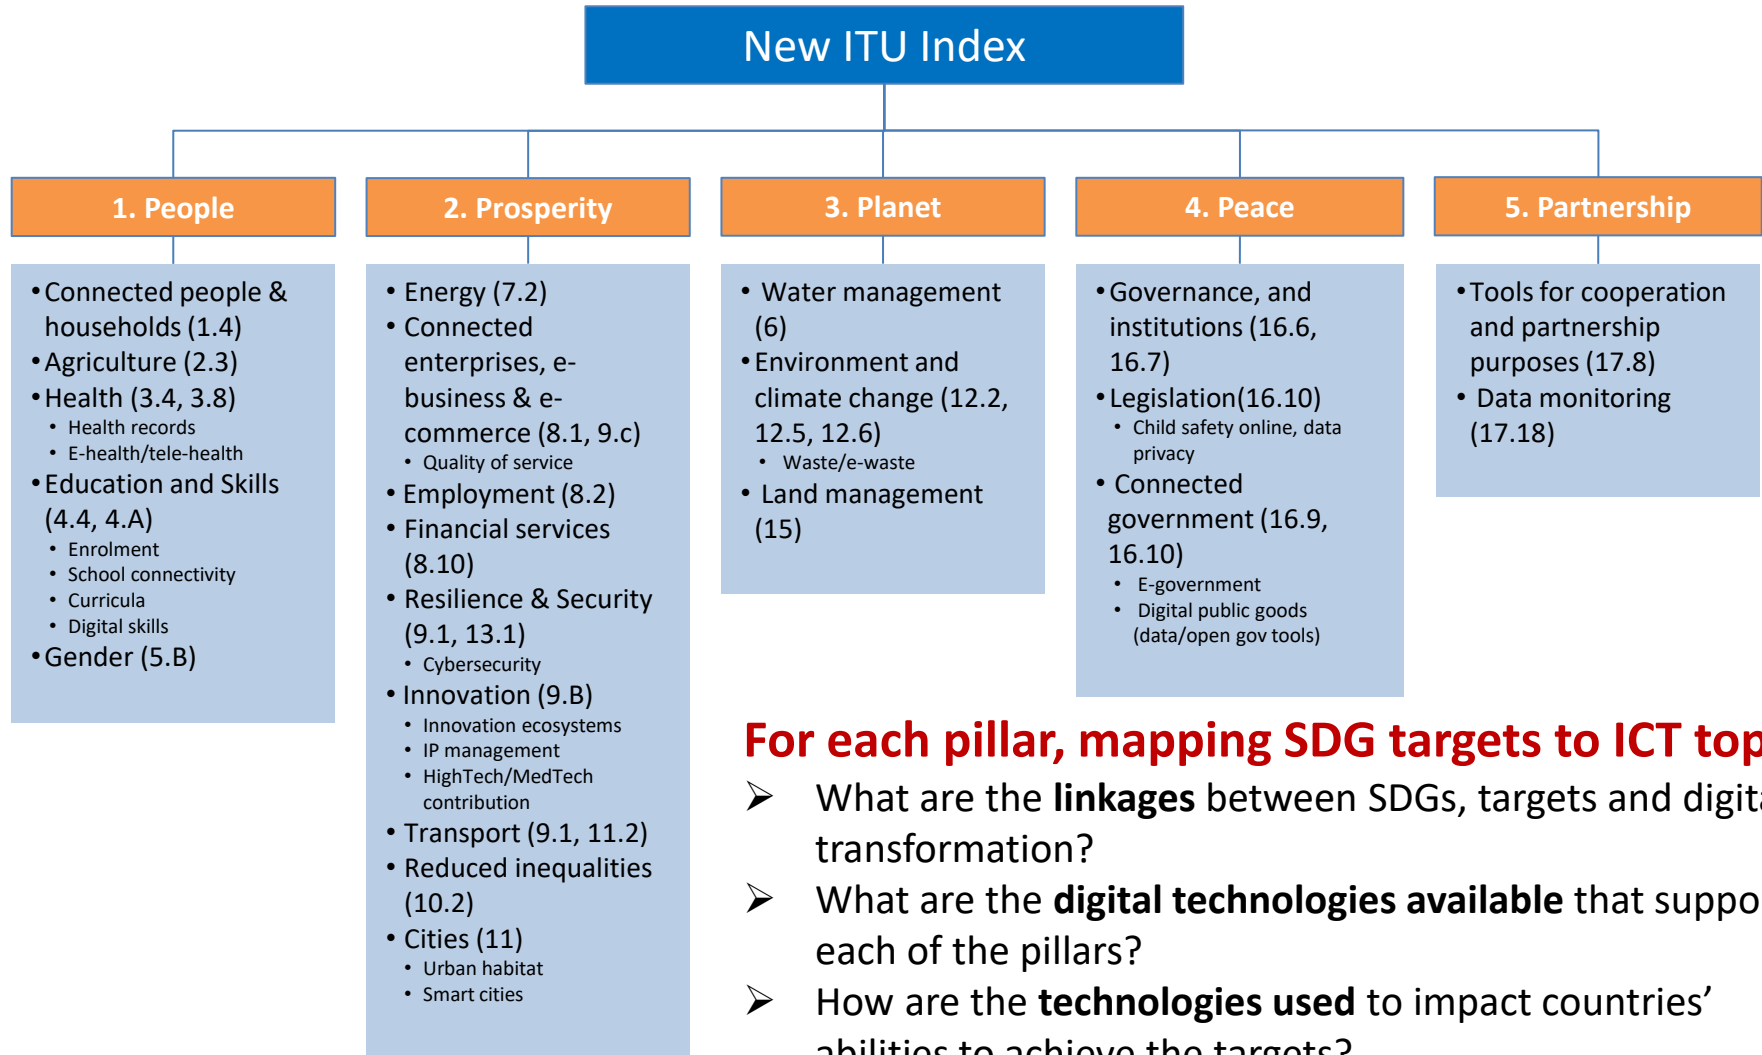 New ITU Index
1. People
• Connected people &
households (1.4)
• Agriculture (2.3)
• Health (3.4, 3.8)
• Health records
• E-health/tele-health
• Education and Skills
(4.4, 4.A)
• Enrolment
• School connectivity
• Curricula
• Digital skills
• Gender (5.B)
2. Prosperity
• Energy (7.2)
• Connected
enterprises, e-
business & e-
commerce (8.1, 9.c)
• Quality of service
• Employment (8.2)
• Financial services
(8.10)
• Resilience & Security
(9.1, 13.1)
• Cybersecurity
• Innovation (9.B)
• Innovation ecosystems
• IP management
• HighTech/MedTech
contribution
• Transport (9.1, 11.2)
• Reduced inequalities
(10.2)
• Cities (11)
• Urban habitat
• Smart cities
3. Planet
• Water management
(6)
• Environment and
climate change (12.2,
12.5, 12.6)
• Waste/e-waste
• Land management
(15)
4. Peace
• Governance, and
institutions (16.6,
16.7)
• Legislation(16.10)
• Child safety online, data
privacy
• Connected
government (16.9,
16.10)
• E-government
• Digital public goods
(data/open gov tools)
5. Partnership
• Tools for cooperation
and partnership
purposes (17.8)
• Data monitoring
(17.18)
For each pillar, mapping SDG targets to ICT top
➢ What are the linkages between SDGs, targets and digita
transformation?
➢ What are the digital technologies available that suppo
each of the pillars?
➢ How are the technologies used to impact countries’
abilities to achieve the targets?